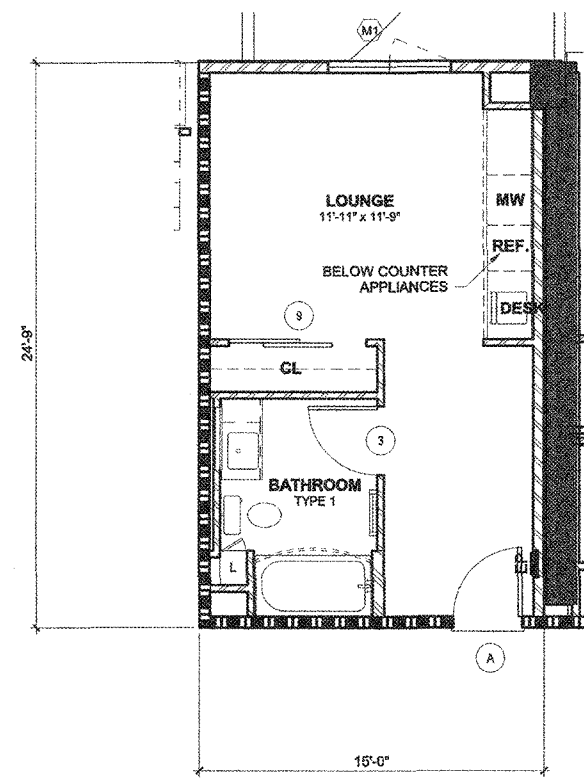 M1
LOUNGE
11'-11" x 11'-9"
MW
REF.
BELOW COUNTER
APPLIANCES
DESK
9
24'-9"
CL
3
BATHROOM
TYPE 1
L
A
15'-0"